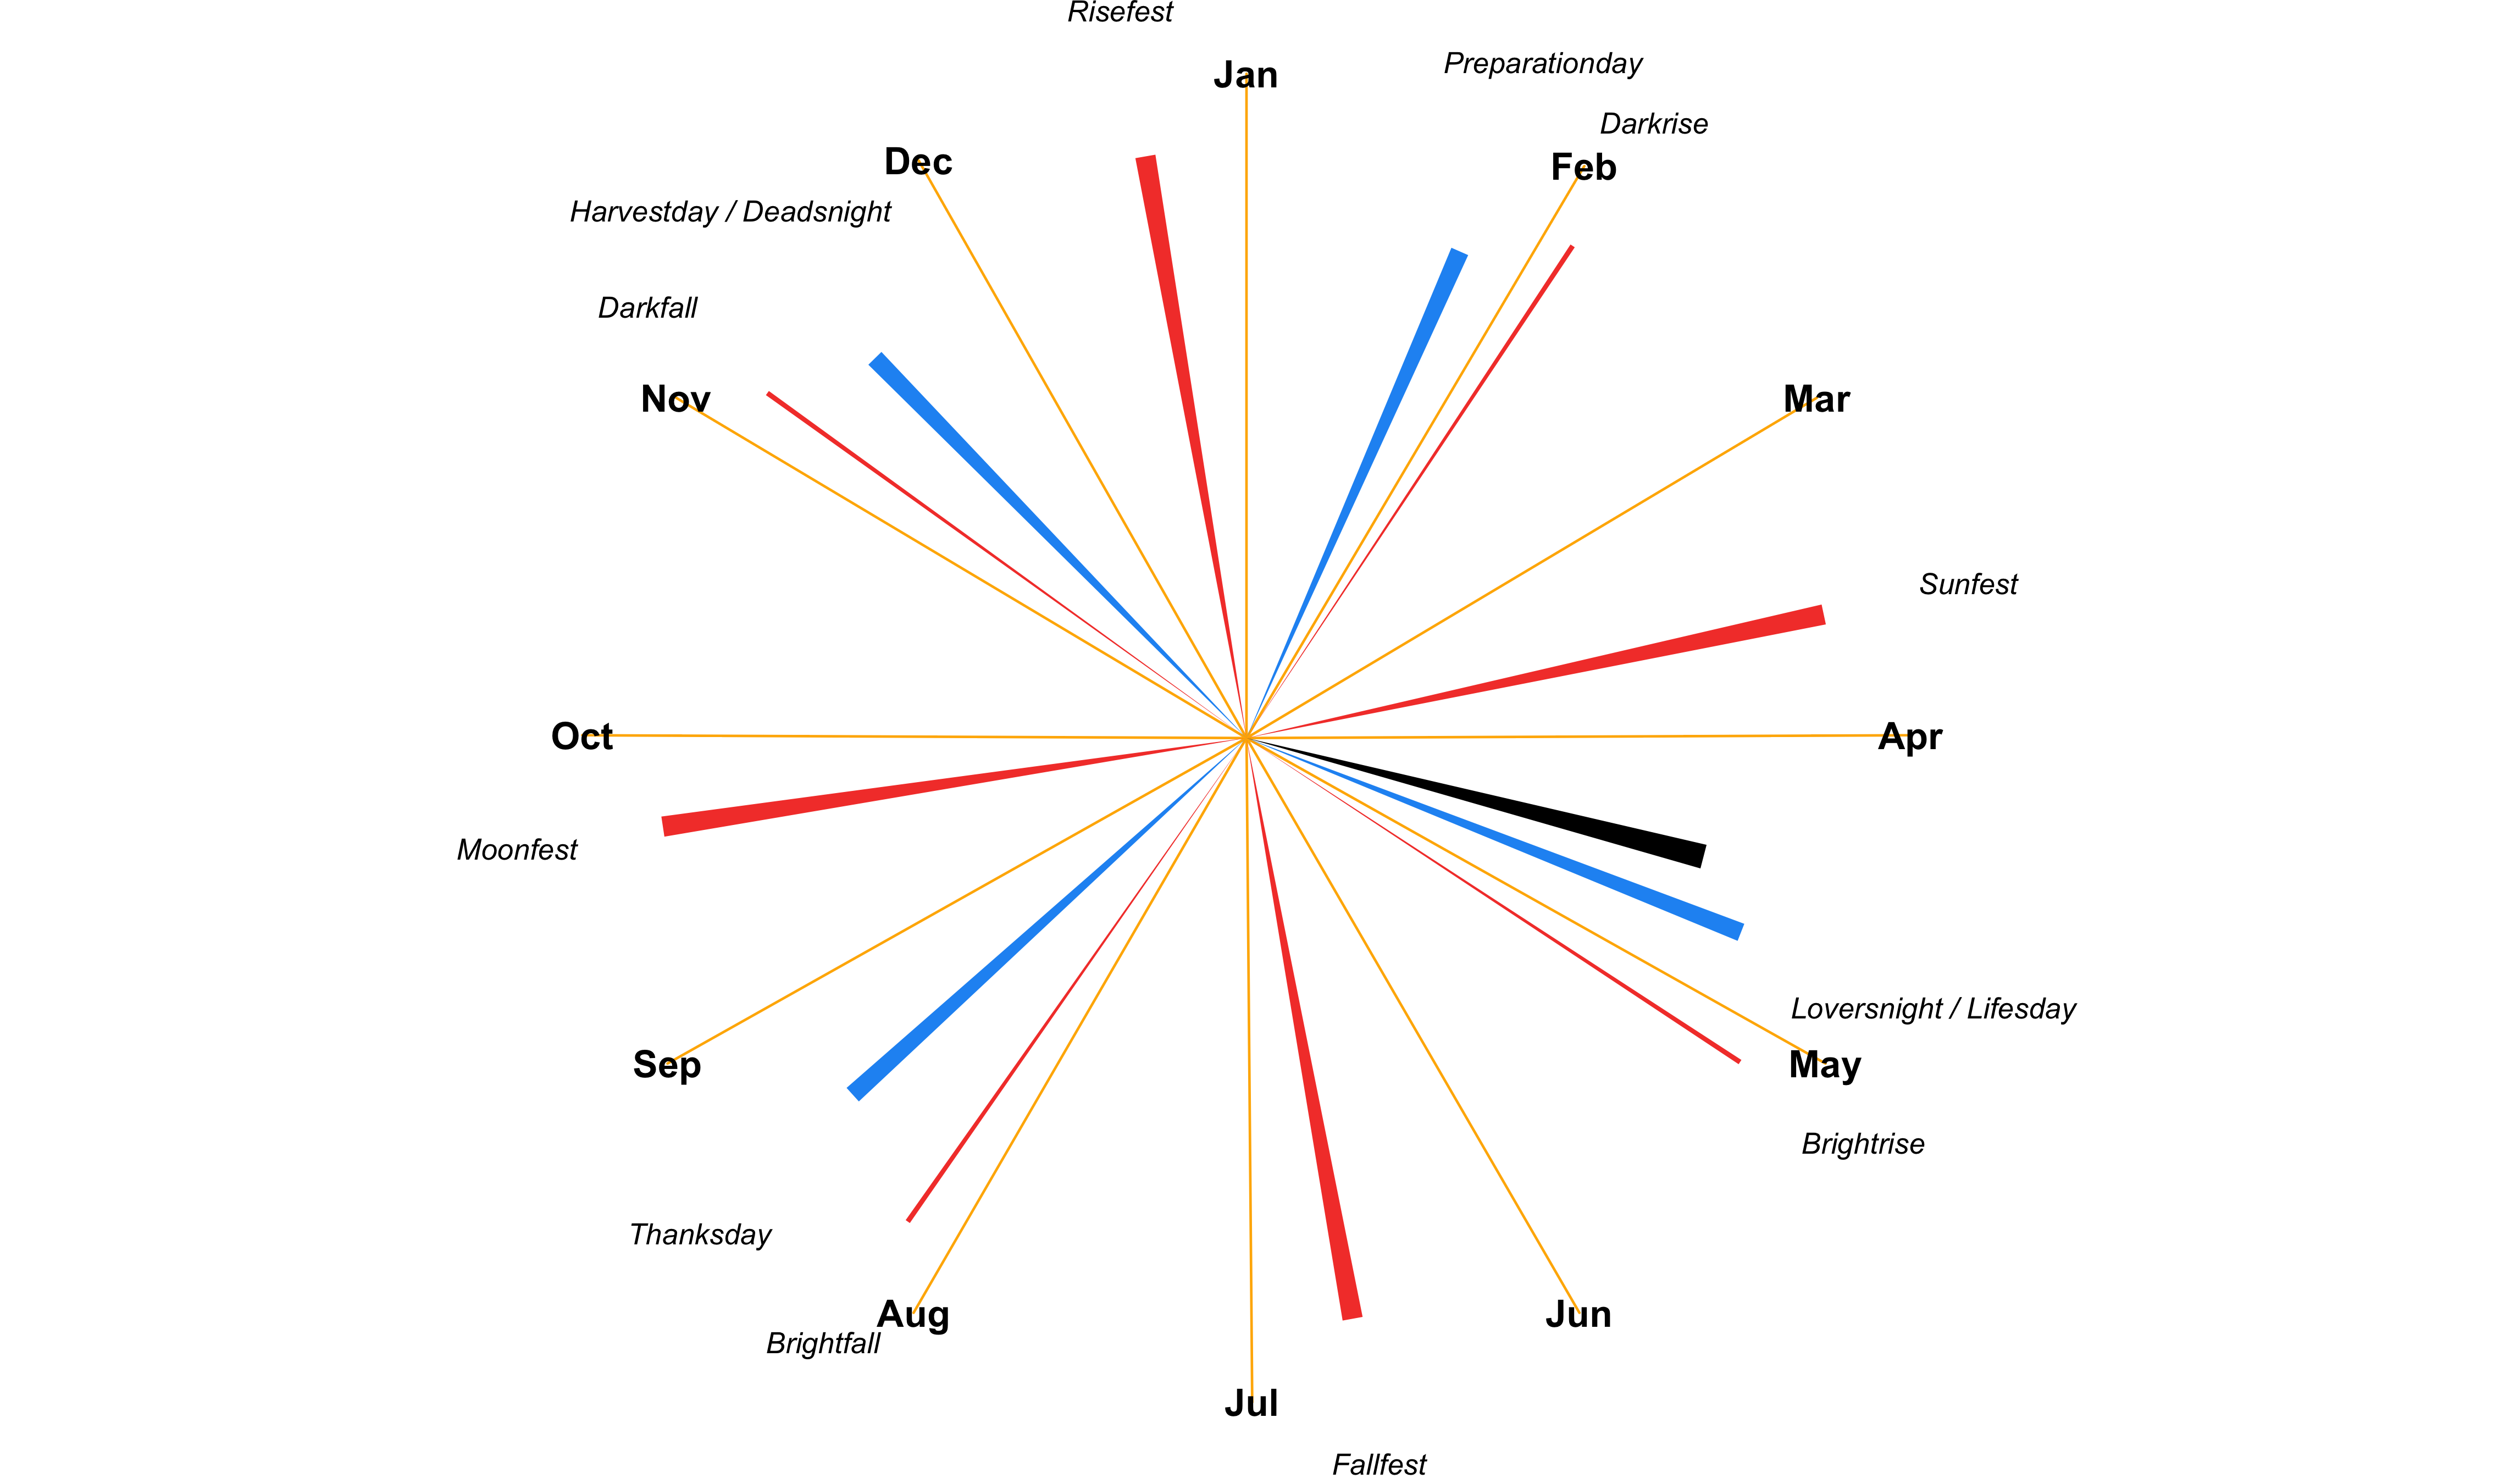 Risefest
Jan
Preparationday
Darkrise
Dec
Feb
Harvestday / Deadsnight
Darkfall
Nov
Mar
Sunfest
Oct
Apr
Moonfest
Loversnight / Lifesday
Sep
May
Brightrise
Thanksday
Aug
Jun
Brightfall
Jul
Fallfest